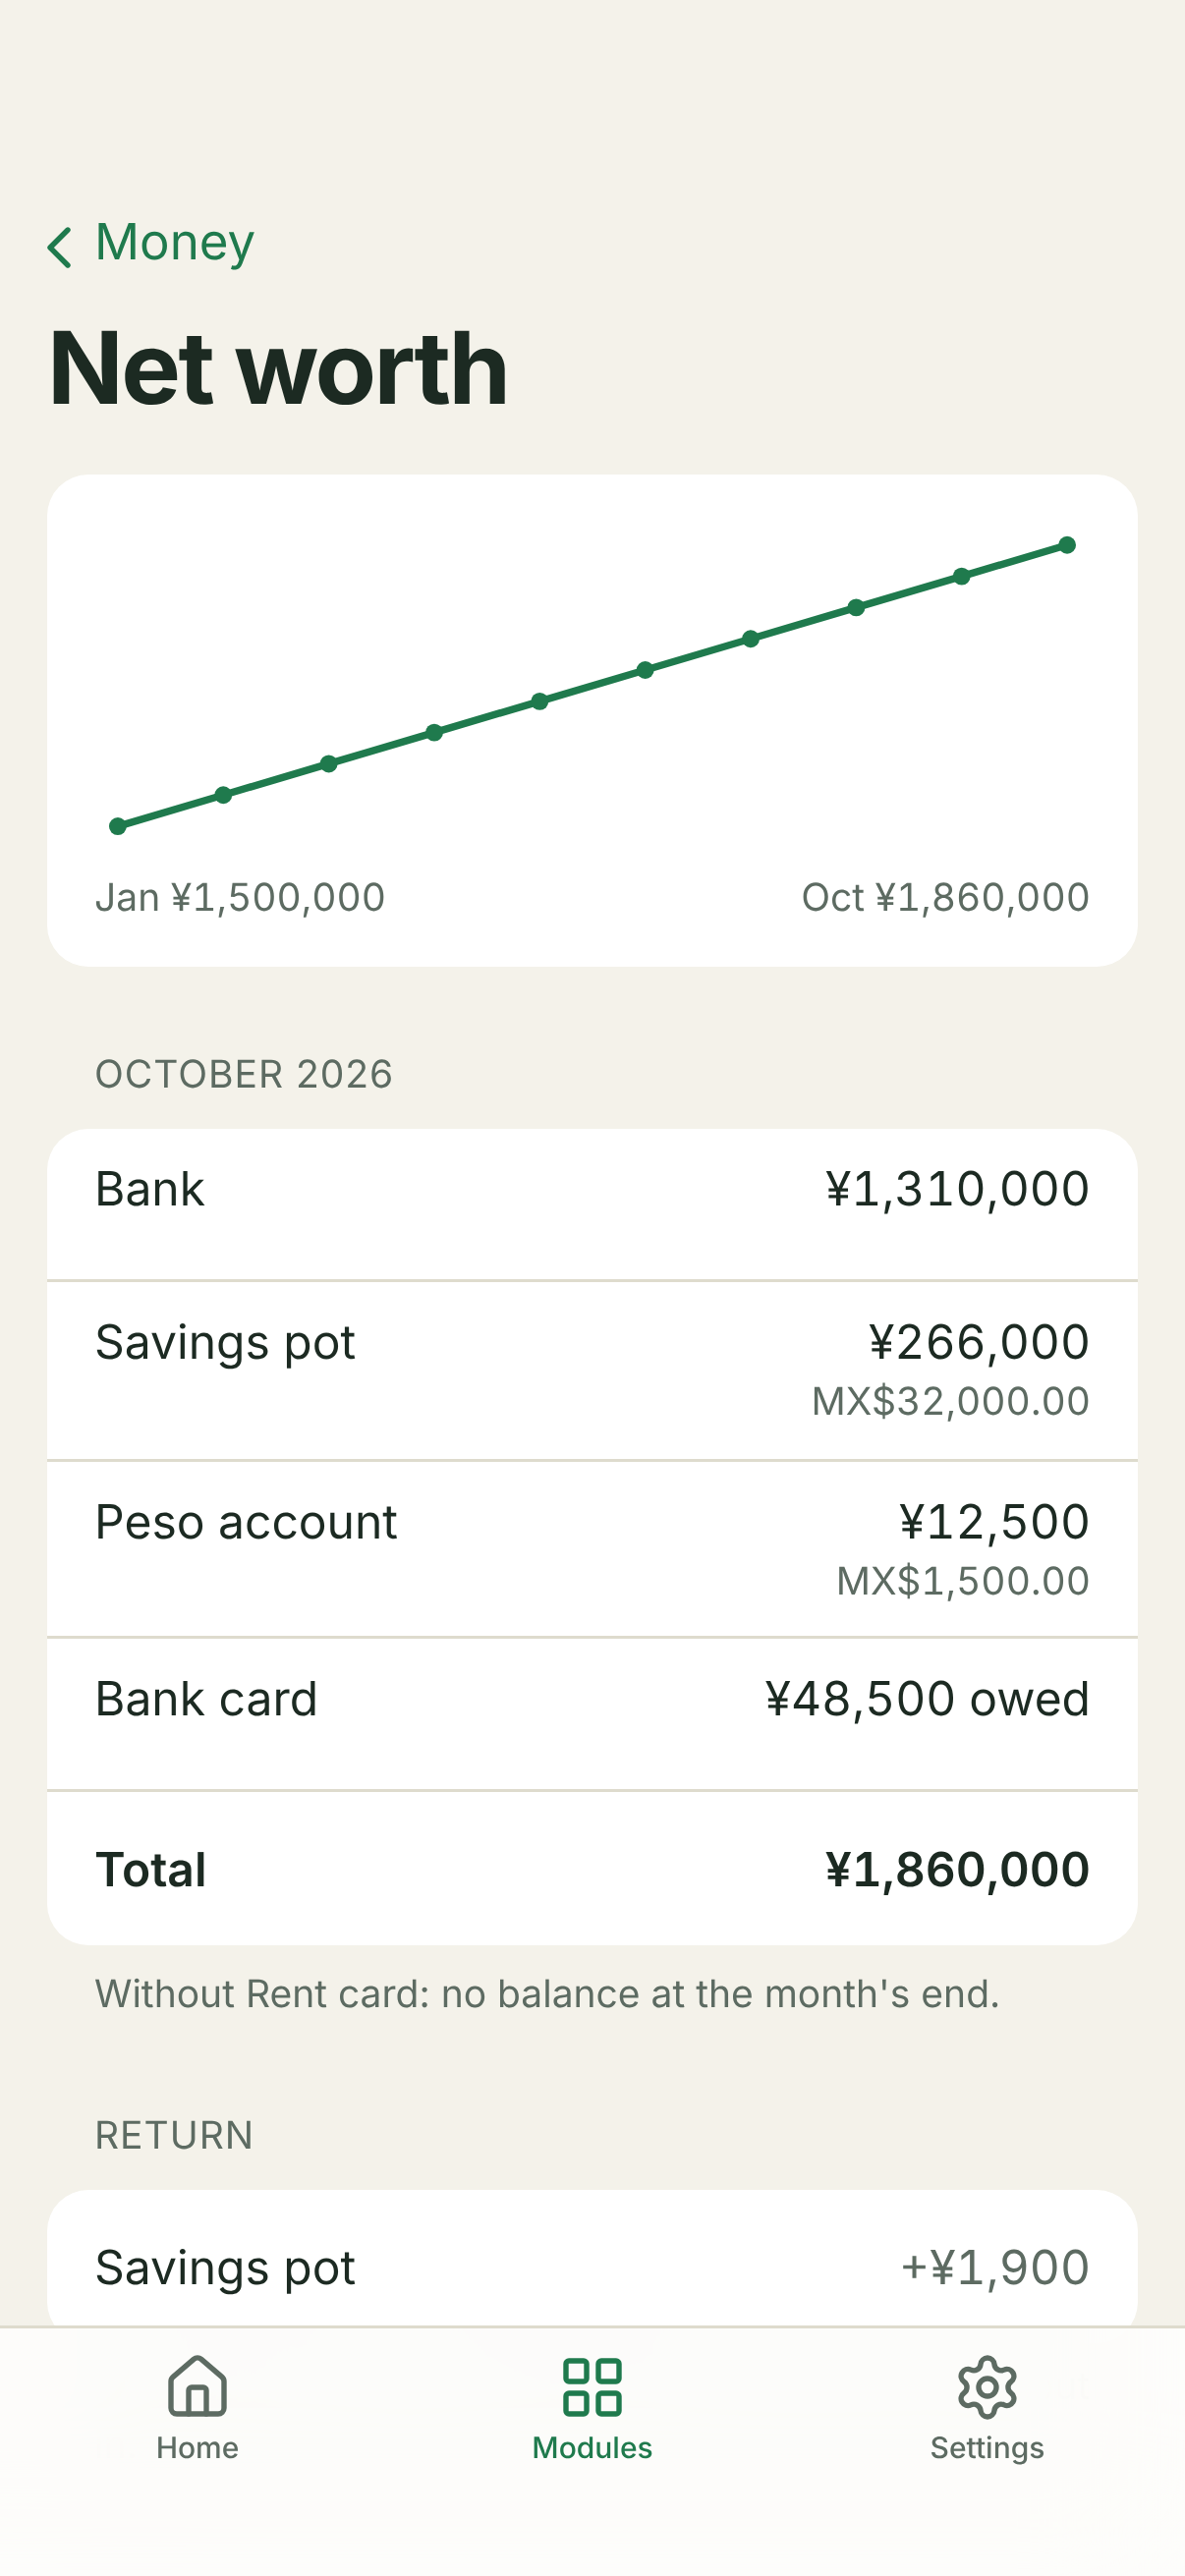 Money
Net worth
Jan ¥1,500,000 Oct ¥1,860,000
OCTOBER 2026
Bank ¥1,310,000
Savings pot ¥266,000
MX$32,000.00
Peso account ¥12,500
MX$1,500.00
Bank card ¥48,500 owed
Total ¥1,860,000
Without Rent card: no balance at the month's end.
RETURN
Savings pot +¥1,900
Home Modules Settings